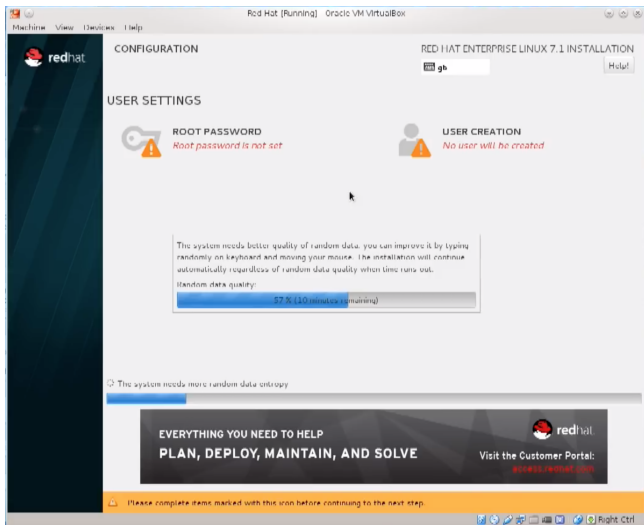 Red Hat [Running] - Oracle VM VirtualBox
Machine View Devices Help
redhat
CONFIGURATION
RED HAT ENTERPRISE LINUX 7.1 INSTALLATION
gb
Help!
USER SETTINGS
ROOT PASSWORD
Root password is not set
USER CREATION
No user will be created
The system needs better quality of random data, you can improve it by typing
randomly on keyboard and moving your mouse. The installation will continue
automatically regardless of random data quality when time runs out.
Random data quality:
57 % (10 minutes remaining)
The system needs more random data entropy
EVERYTHING YOU NEED TO HELP
PLAN, DEPLOY, MAINTAIN, AND SOLVE
redhat.
Visit the Customer Portal:
access.redhat.com
Please complete items marked with this icon before continuing to the next step.
Right Ctrl